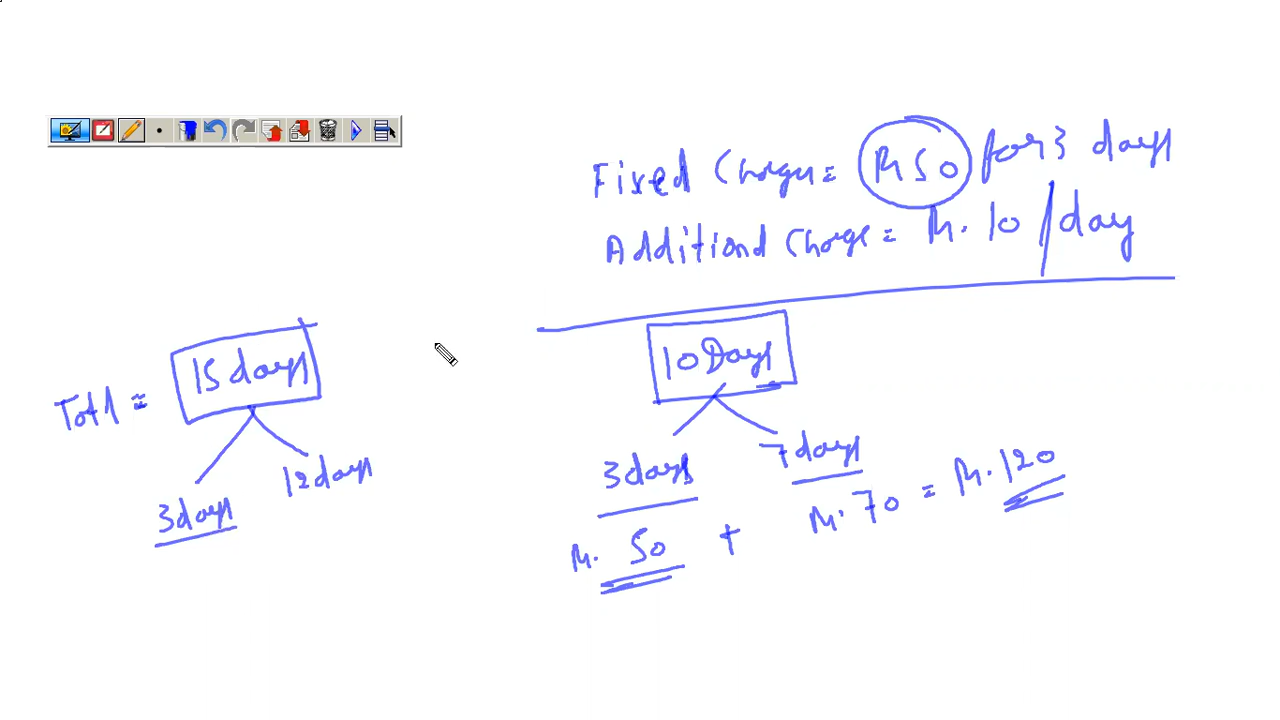 Fixed Charges = Rs 50 for 3 days
Additional Charge = Rs. 10 / day
Total = 15 days
10 Days
3 days 12 days
3 days 7 days
Rs. 50 + Rs. 70 = Rs. 120